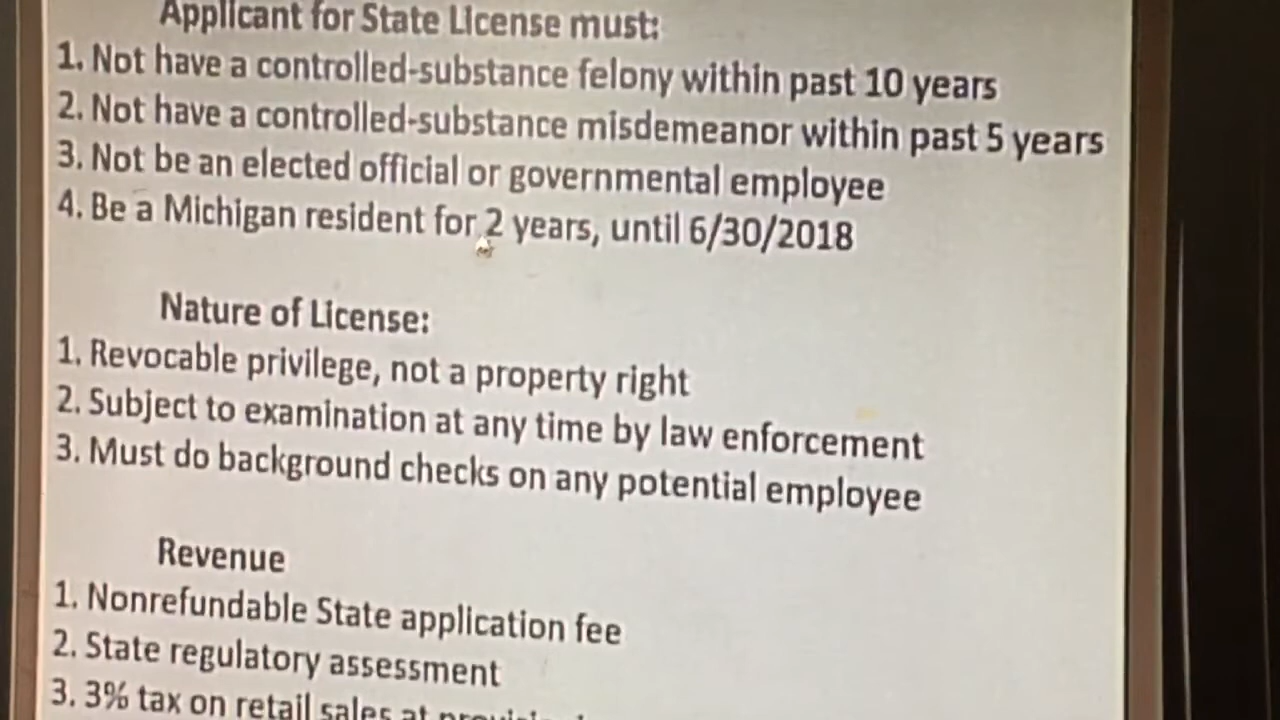 Applicant for State License must:
1. Not have a controlled-substance felony within past 10 years
2. Not have a controlled-substance misdemeanor within past 5 years
3. Not be an elected official or governmental employee
4. Be a Michigan resident for 2 years, until 6/30/2018
Nature of License:
1. Revocable privilege, not a property right
2. Subject to examination at any time by law enforcement
3. Must do background checks on any potential employee
Revenue
1. Nonrefundable State application fee
2. State regulatory assessment
3. 3% tax on retail sales at